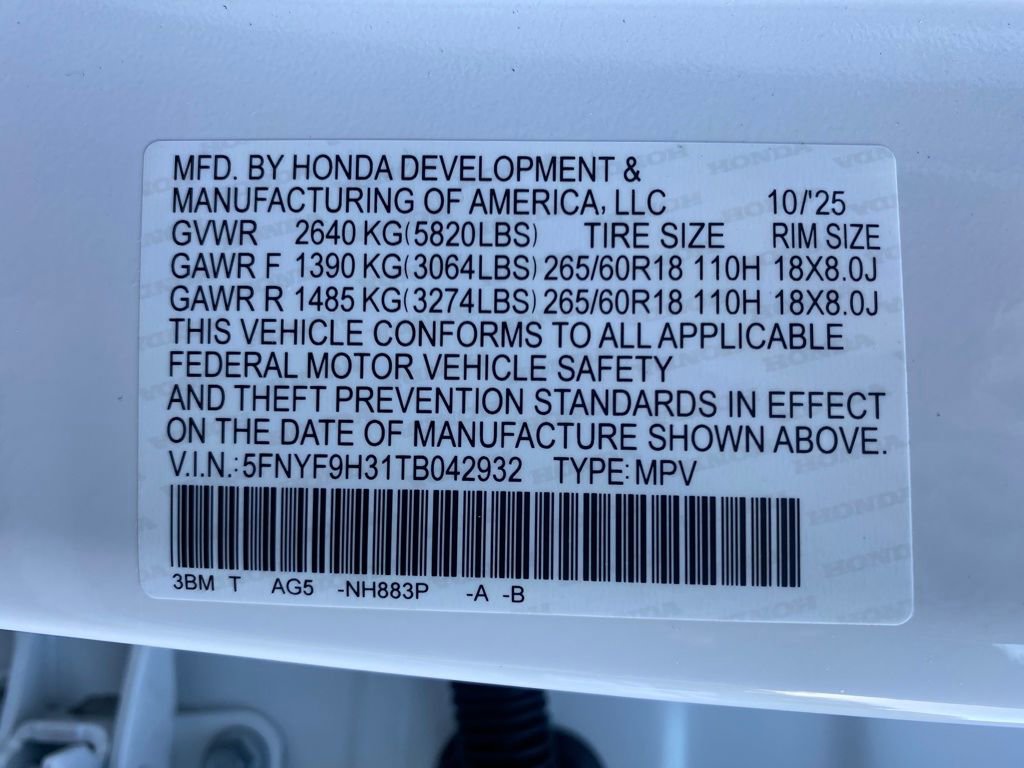 MFD. BY HONDA DEVELOPMENT &
MANUFACTURING OF AMERICA, LLC 10/'25
GVWR 2640 KG(5820LBS) TIRE SIZE RIM SIZE
GAWR F 1390 KG(3064LBS) 265/60R18 110H 18X8.0J
GAWR R 1485 KG(3274LBS) 265/60R18 110H 18X8.0J
THIS VEHICLE CONFORMS TO ALL APPLICABLE
FEDERAL MOTOR VEHICLE SAFETY
AND THEFT PREVENTION STANDARDS IN EFFECT
ON THE DATE OF MANUFACTURE SHOWN ABOVE.
V.I.N.:5FNYF9H31TB042932 TYPE:MPV
3BM T AG5 -NH883P -A -B